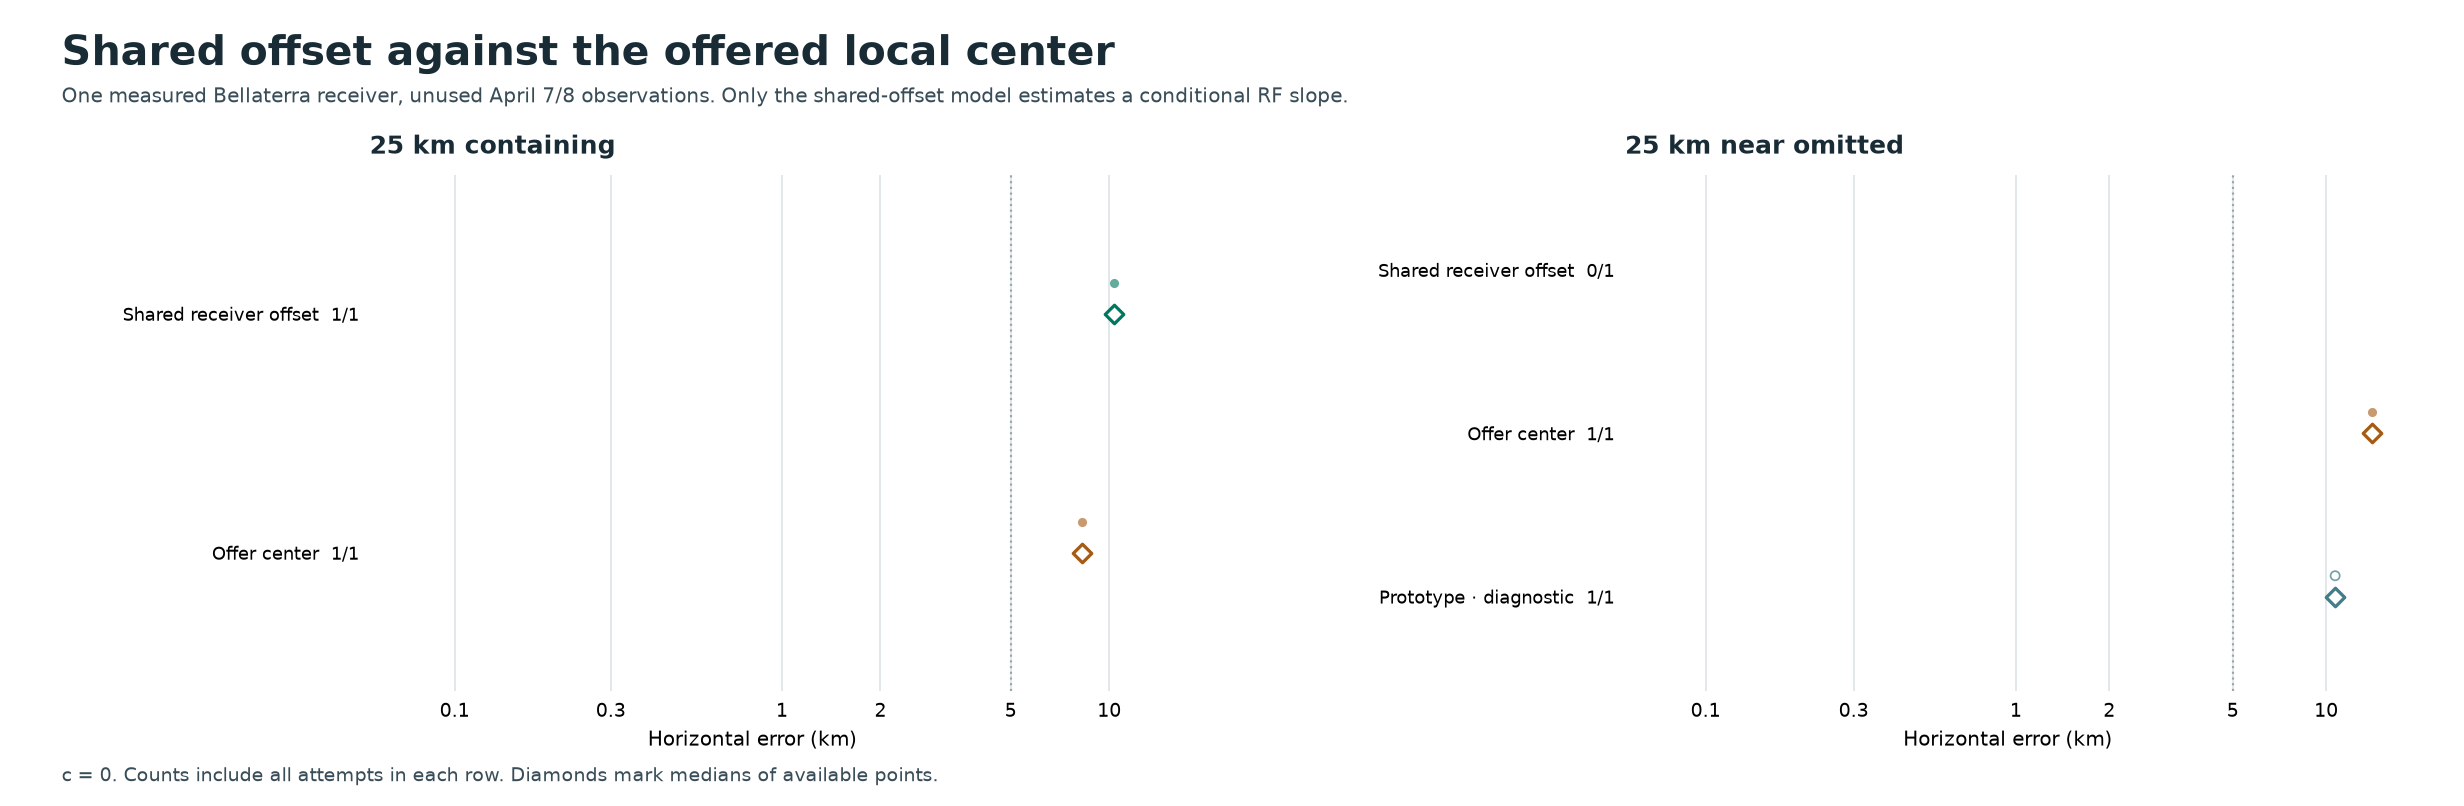 Shared offset against the offered local center
One measured Bellaterra receiver, unused April 7/8 observations. Only the shared-offset model estimates a conditional RF slope.
25 km containing
Shared receiver offset 1/1
Offer center 1/1
0.1 0.3 1 2 5 10
Horizontal error (km)
25 km near omitted
Shared receiver offset 0/1
Offer center 1/1
Prototype · diagnostic 1/1
0.1 0.3 1 2 5 10
Horizontal error (km)
c = 0. Counts include all attempts in each row. Diamonds mark medians of available points.